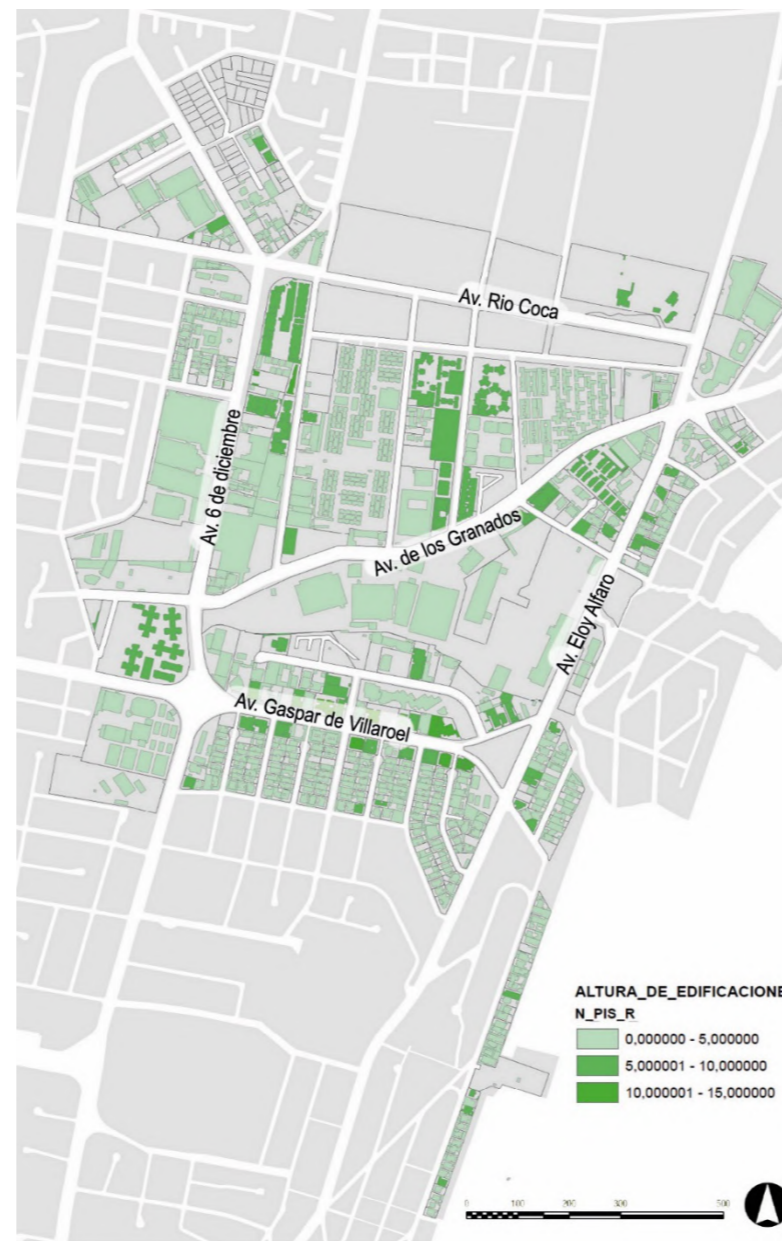 Av. Rio Coca
Av. 6 de diciembre
Av. de los Granados
Av. Eloy Alfaro
Av. Gaspar de Villaroel
ALTURA_DE_EDIFICACIONE
N_PIS_R
0,000000 - 5,000000
5,000001 - 10,000000
10,000001 - 15,000000
0 100 200 300 500